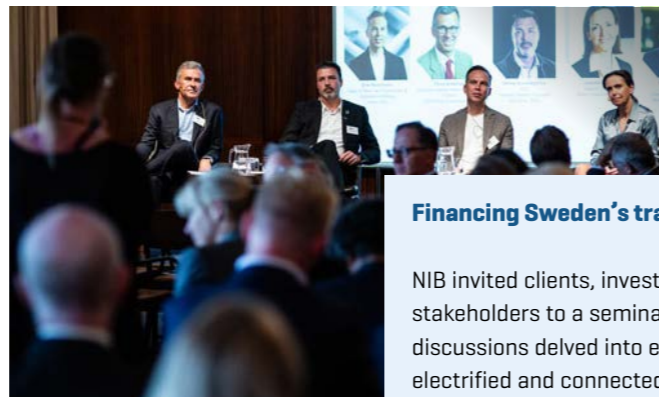 Financing Sweden’s tra
NIB invited clients, invest
stakeholders to a semina
discussions delved into e
electrified and connected